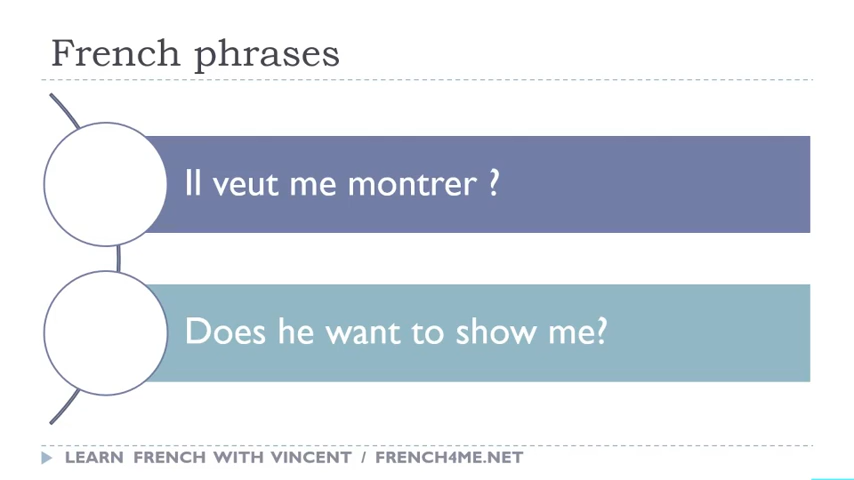 French phrases
Il veut me montrer ?
Does he want to show me?
LEARN FRENCH WITH VINCENT / FRENCH4ME.NET